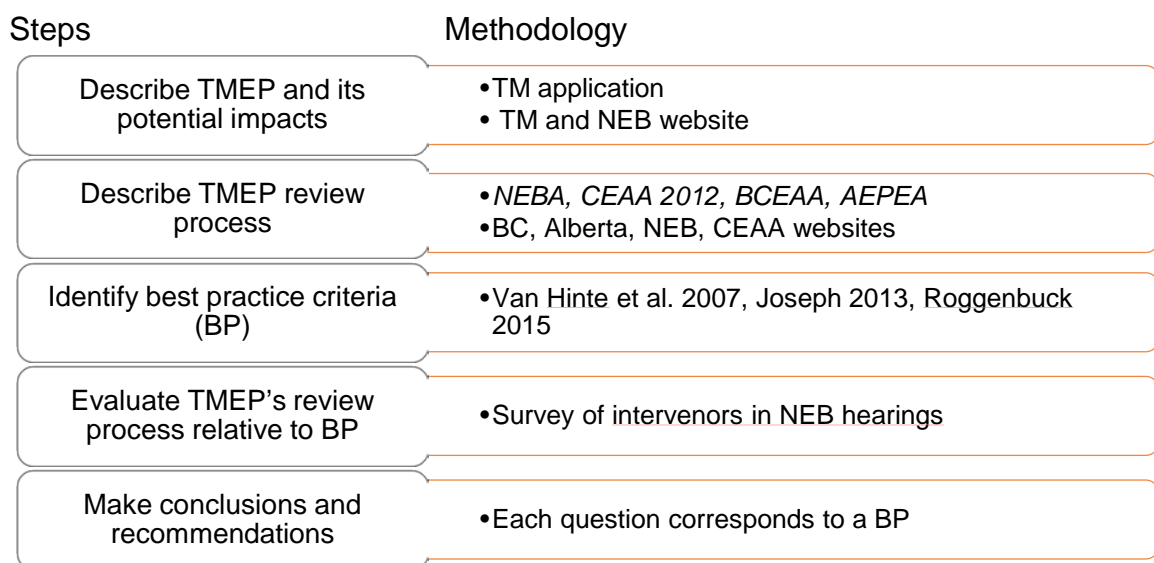 Steps
Methodology
Describe TMEP and its
potential impacts
•TM application
• TM and NEB website
Describe TMEP review
process
•NEBA, CEAA 2012, BCEAA, AEPEA
•BC, Alberta, NEB, CEAA websites
Identify best practice criteria
(BP)
•Van Hinte et al. 2007, Joseph 2013, Roggenbuck
2015
Evaluate TMEP’s review
process relative to BP
•Survey of intervenors in NEB hearings
Make conclusions and
recommendations
•Each question corresponds to a BP